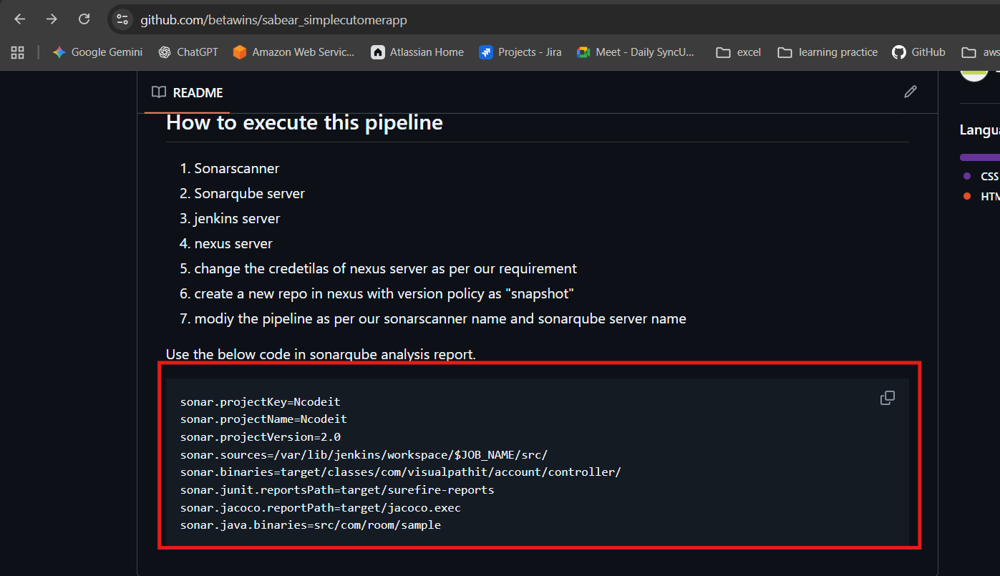 github.com/betawins/sabear_simplecutomerapp
Google Gemini
ChatGPT
Amazon Web Servic...
Atlassian Home
Projects - Jira
Meet - Daily SyncU...
excel
learning practice
GitHub
aws
README
How to execute this pipeline
1. Sonarscanner
2. Sonarqube server
3. jenkins server
4. nexus server
5. change the credetilas of nexus server as per our requirement
6. create a new repo in nexus with version policy as "snapshot"
7. modiy the pipeline as per our sonarscanner name and sonarqube server name
Use the below code in sonarqube analysis report.
sonar.projectKey=Ncodeit
sonar.projectName=Ncodeit
sonar.projectVersion=2.0
sonar.sources=/var/lib/jenkins/workspace/$JOB_NAME/src/
sonar.binaries=target/classes/com/visualpathit/account/controller/
sonar.junit.reportsPath=target/surefire-reports
sonar.jacoco.reportPath=target/jacoco.exec
sonar.java.binaries=src/com/room/sample
Langua
CSS
HTM